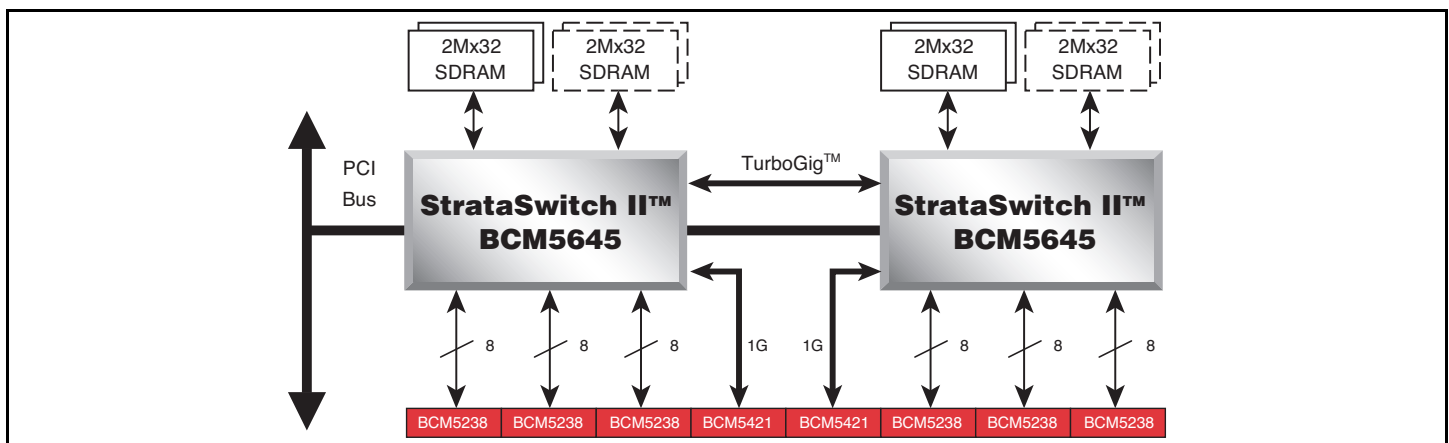 2Mx32
SDRAM
2Mx32
SDRAM
2Mx32
SDRAM
2Mx32
SDRAM
PCI
Bus
TurboGig™
StrataSwitch II™
BCM5645
StrataSwitch II™
BCM5645
8
8
8
1G
1G
8
8
8
BCM5238
BCM5238
BCM5238
BCM5421
BCM5421
BCM5238
BCM5238
BCM5238